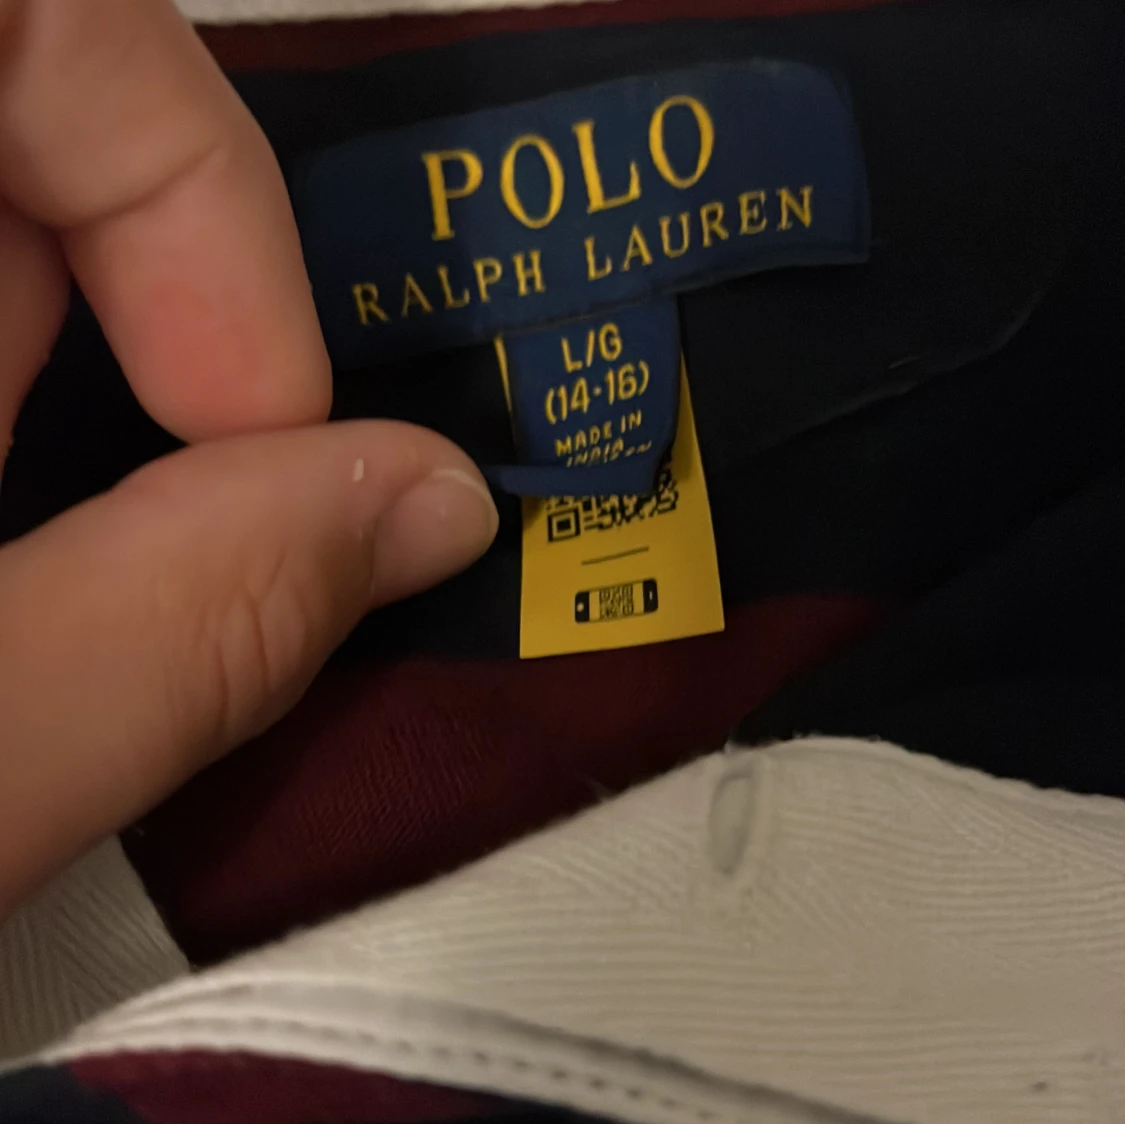 POLO
RALPH LAUREN
L/G
(14-16)
MADE IN